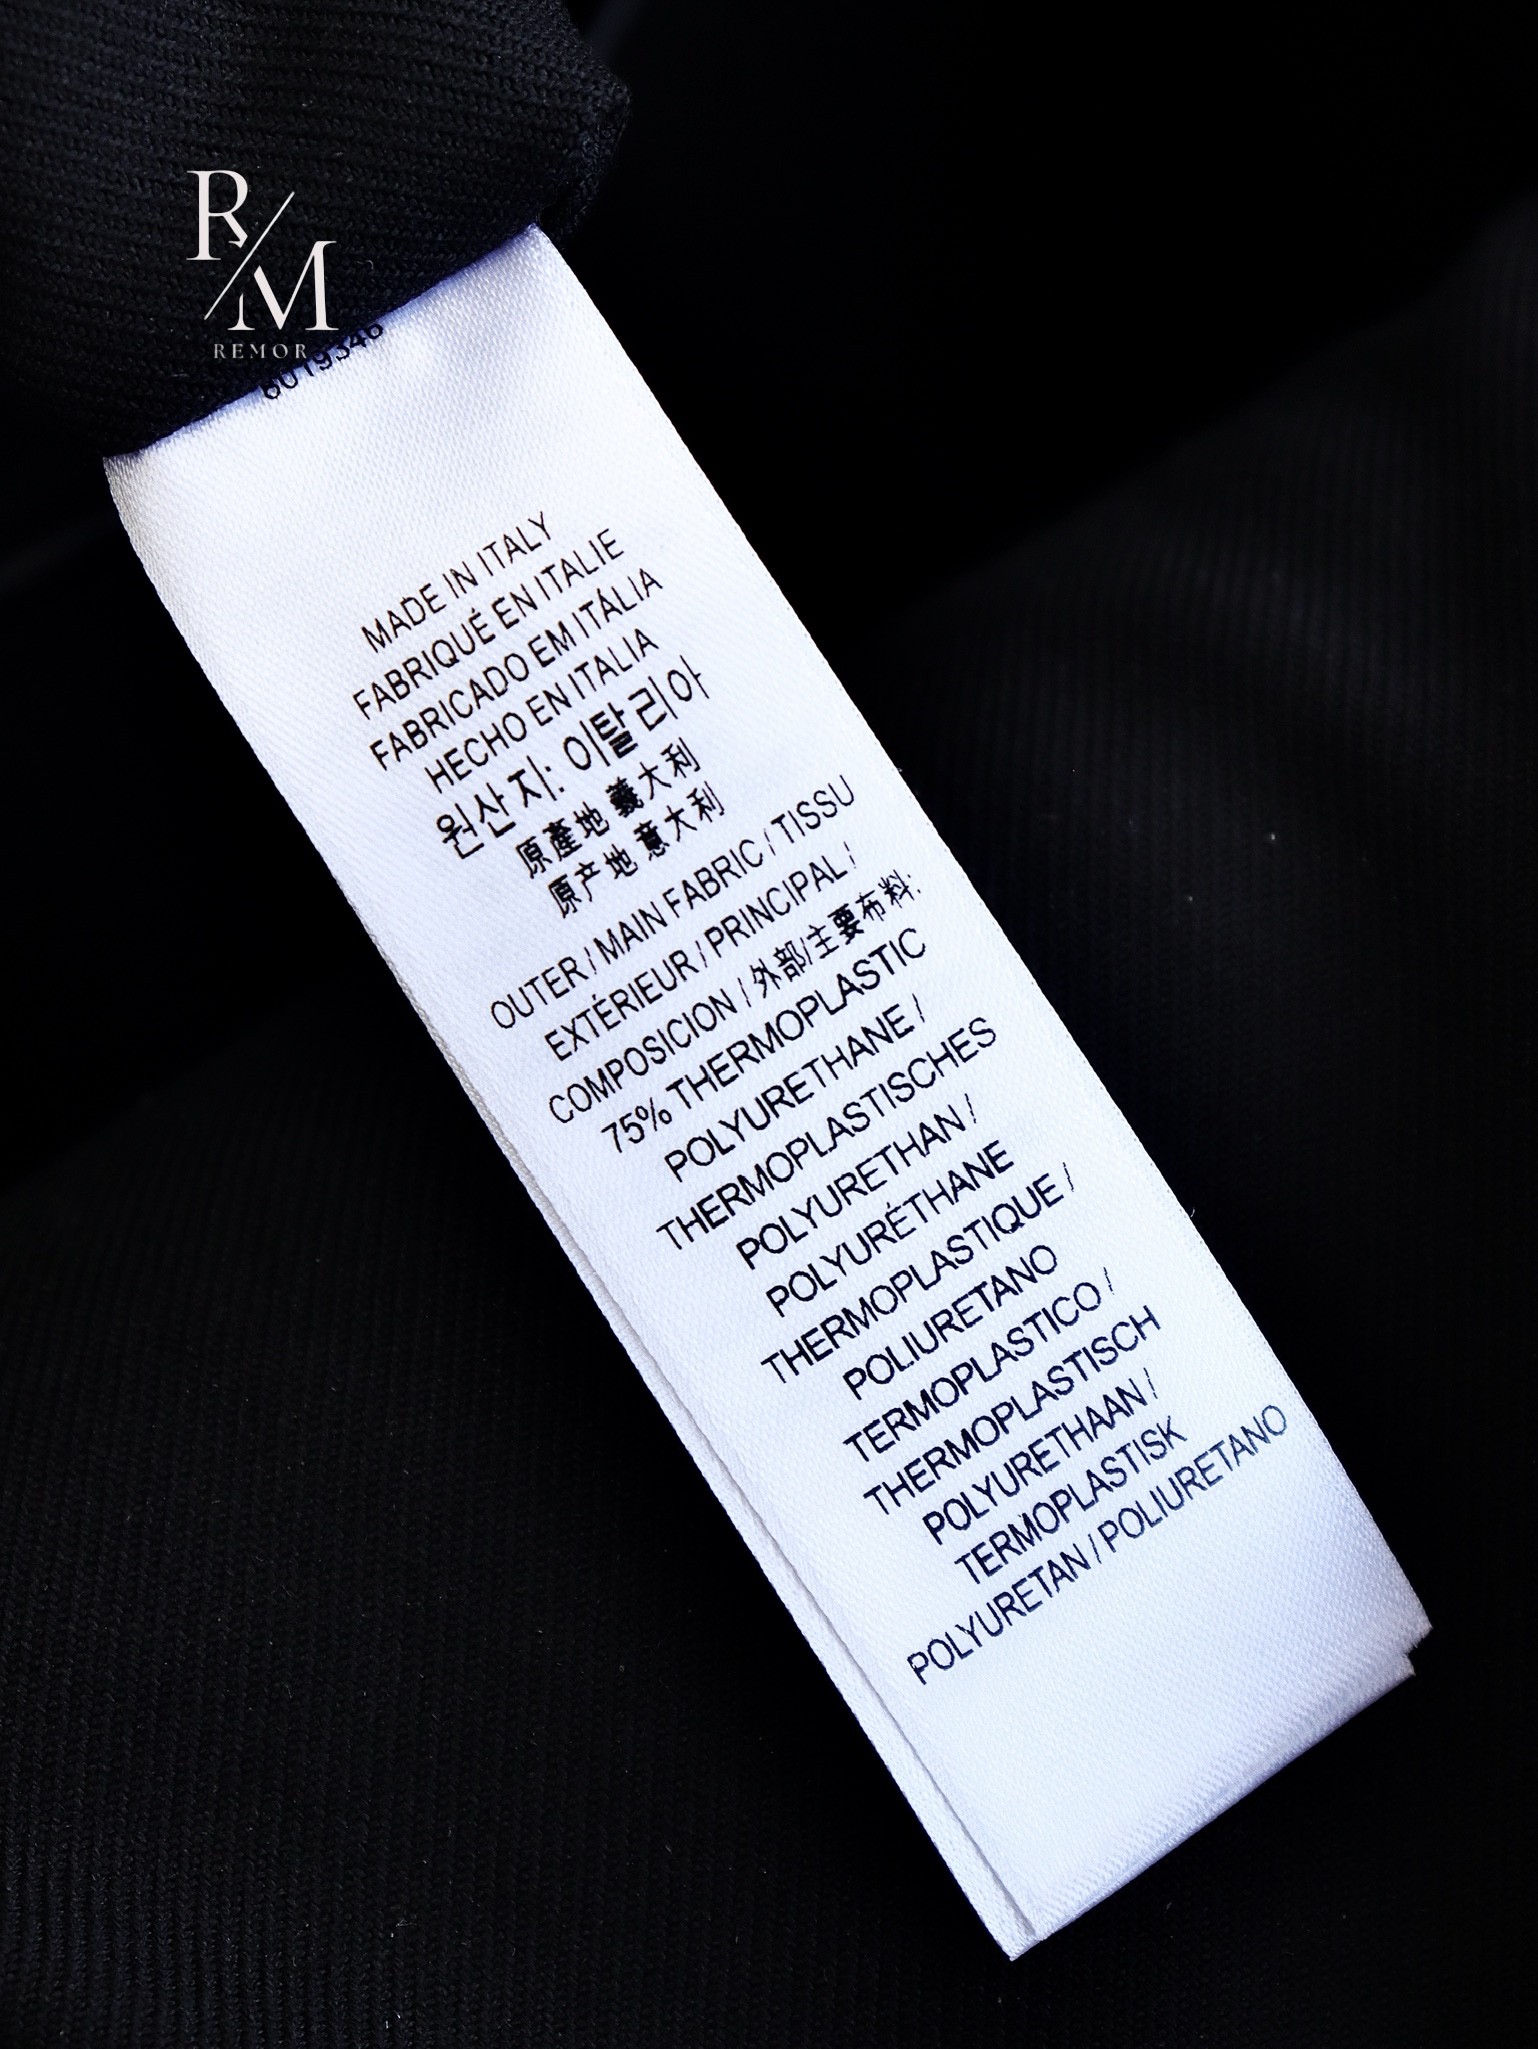 R/M
REMOR
8019346
MADE IN ITALY
FABRIQUÉ EN ITALIE
FABRICADO EM ITÁLIA
HECHO EN ITALIA
원산지: 이탈리아
原產地 義大利
原产地 意大利
OUTER / MAIN FABRIC / TISSU
EXTÉRIEUR / PRINCIPAL /
COMPOSICION / 外部/主要布料:
75% THERMOPLASTIC
POLYURETHANE /
THERMOPLASTISCHES
POLYURETHAN /
POLYURÉTHANE
THERMOPLASTIQUE /
POLIURETANO
TERMOPLASTICO /
THERMOPLASTISCH
POLYURETHAAN /
TERMOPLASTISK
POLYURETAN / POLIURETANO